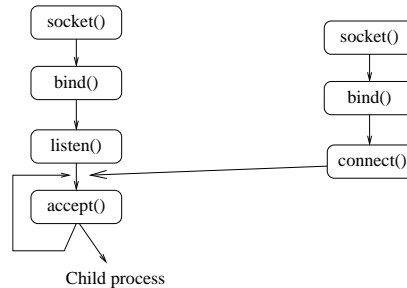 socket()
bind()
listen()
accept()
Child process
socket()
bind()
connect()